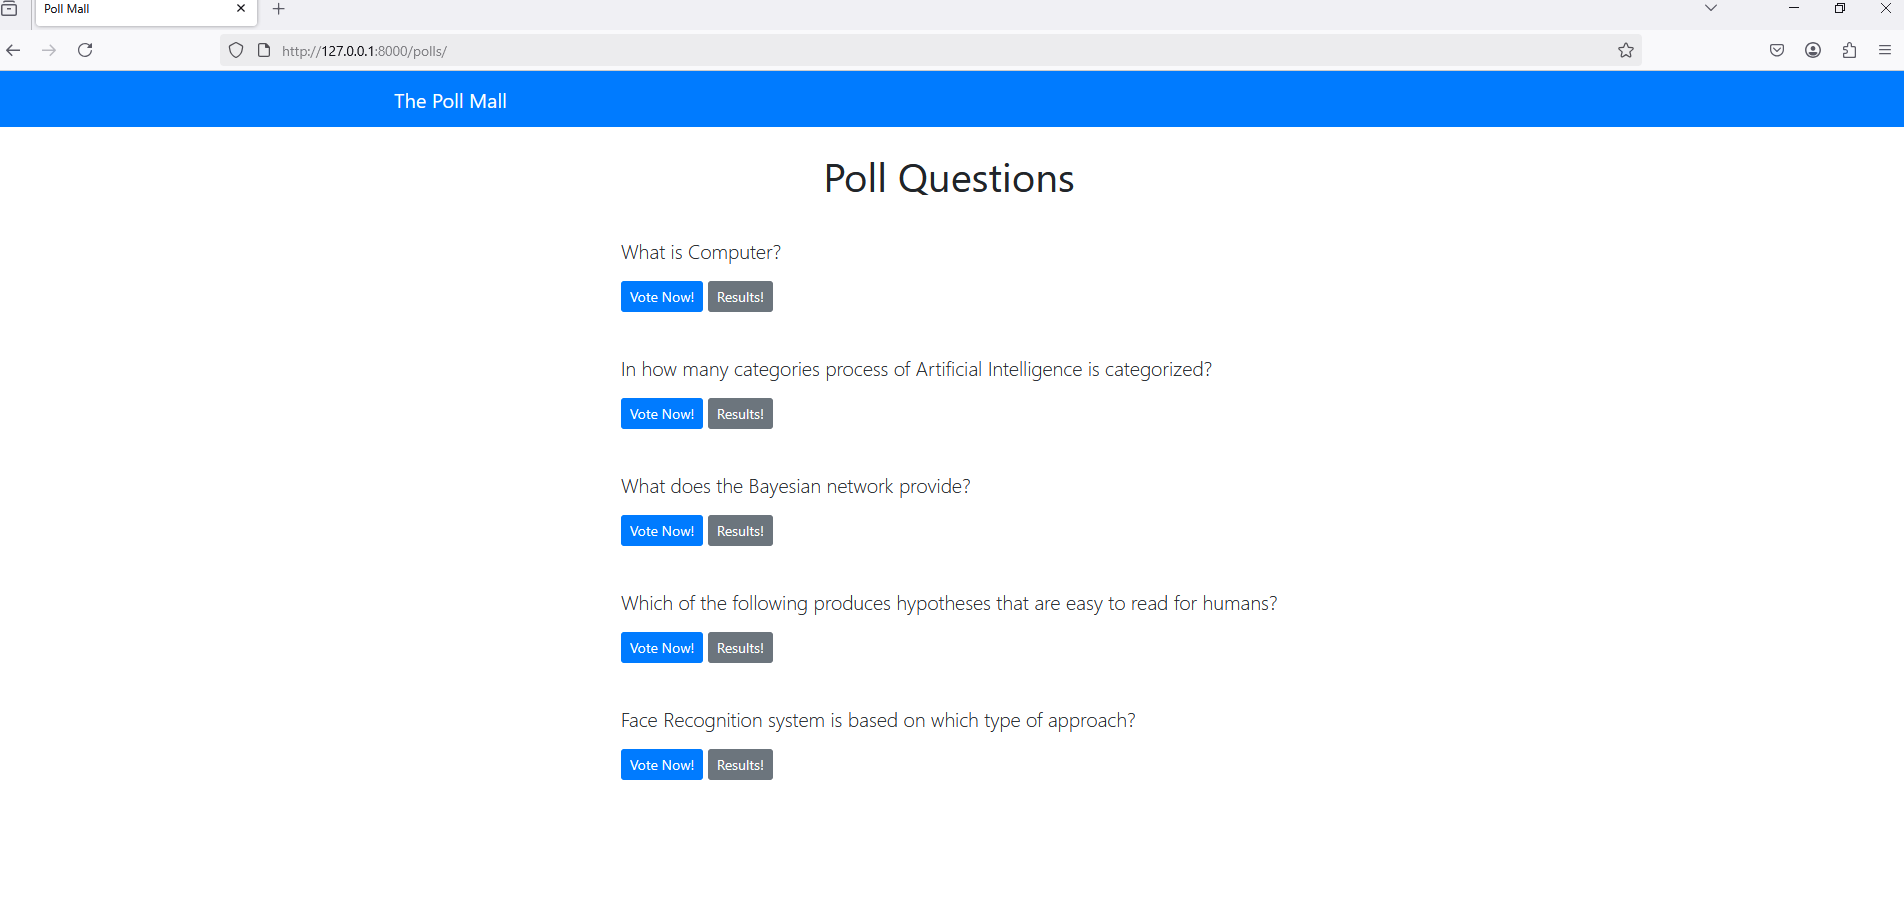 Poll Mall
http://127.0.0.1:8000/polls/
The Poll Mall
Poll Questions
What is Computer?
Vote Now! Results!
In how many categories process of Artificial Intelligence is categorized?
Vote Now! Results!
What does the Bayesian network provide?
Vote Now! Results!
Which of the following produces hypotheses that are easy to read for humans?
Vote Now! Results!
Face Recognition system is based on which type of approach?
Vote Now! Results!